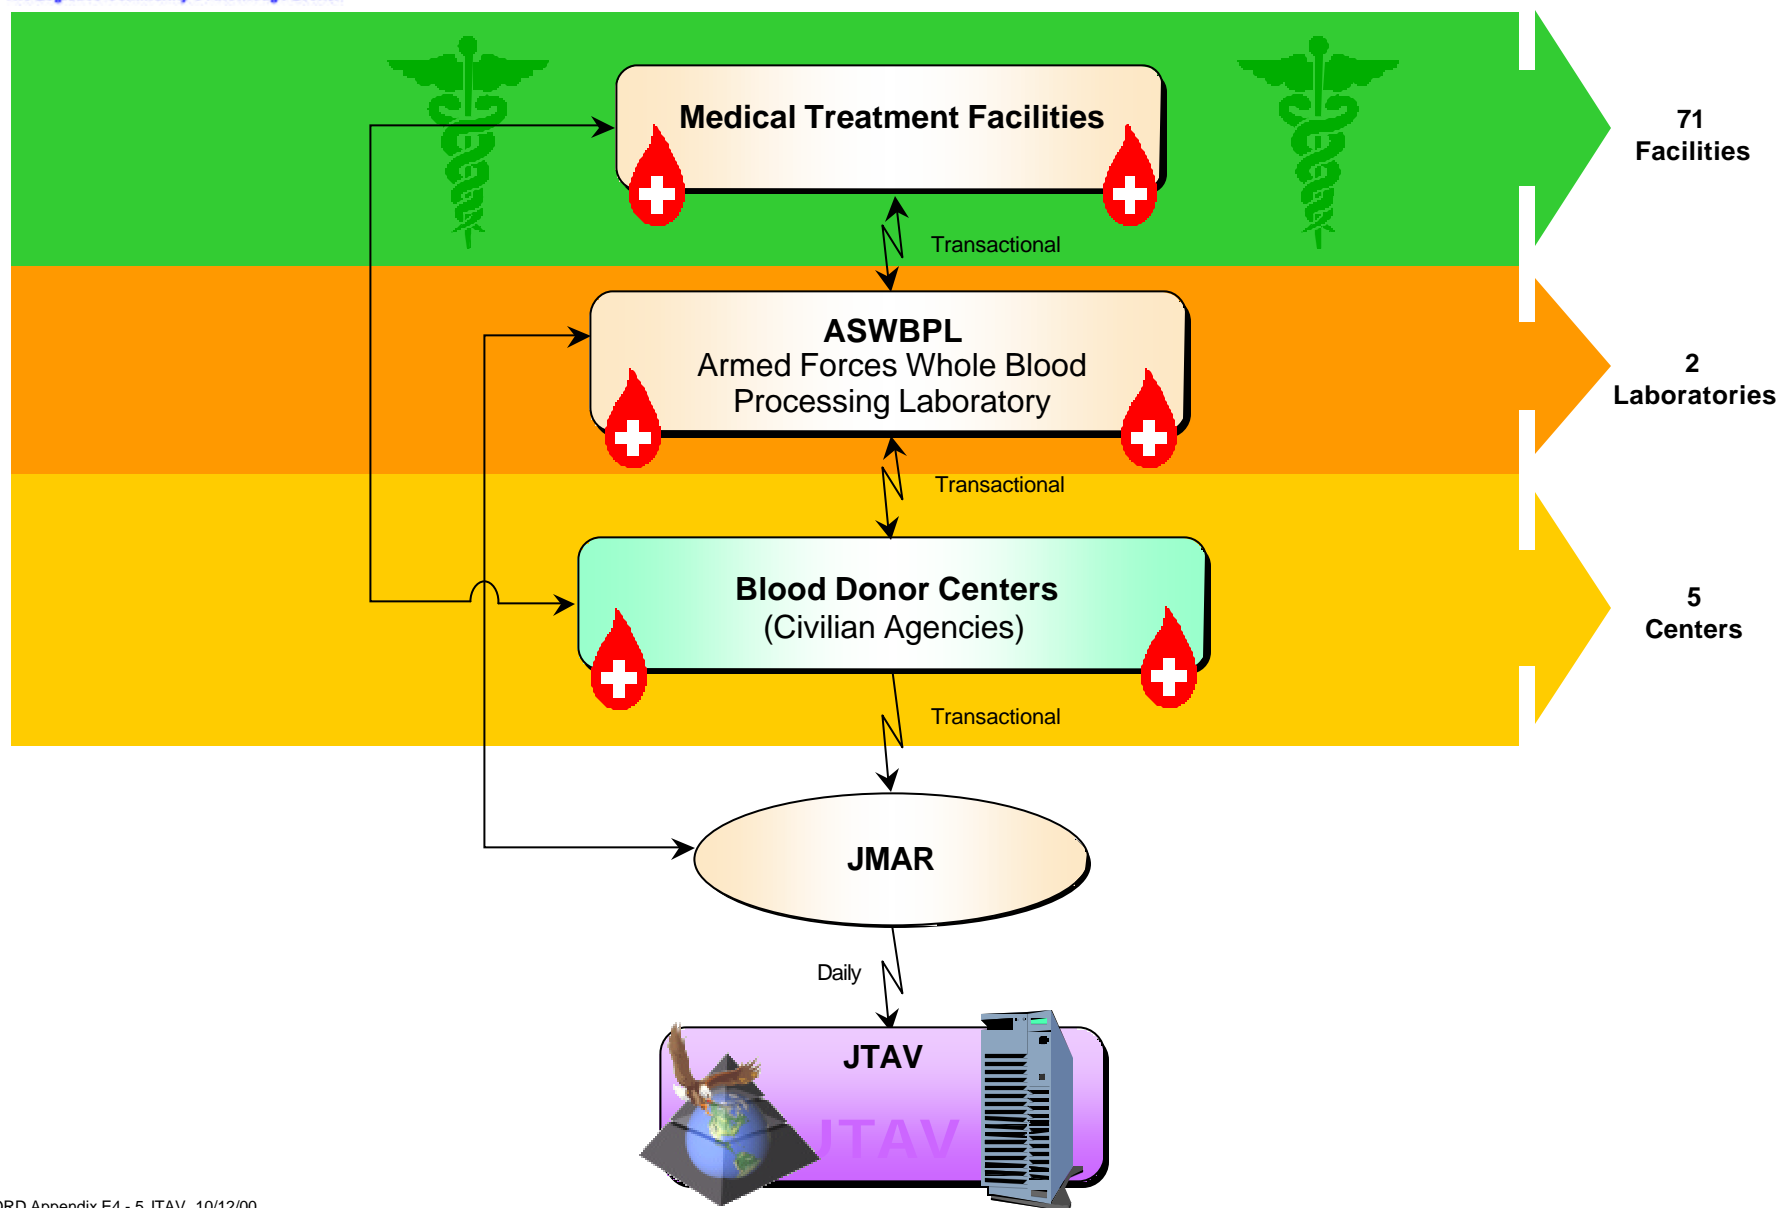 Medical Treatment Facilities
71
Facilities
Transactional
ASWBPL
Armed Forces Whole Blood
Processing Laboratory
2
Laboratories
Transactional
Blood Donor Centers
(Civilian Agencies)
5
Centers
Transactional
JMAR
Daily
JTAV
JTAV
ORD Appendix F4 - 5 JTAV 10/12/00